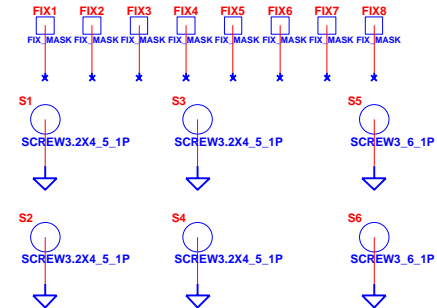 FIX1 FIX2 FIX3 FIX4 FIX5 FIX6 FIX7 FIX8
FIX_MASK FIX_MASK FIX_MASK FIX_MASK FIX_MASK FIX_MASK FIX_MASK FIX_MASK
S1 S3 S5
SCREW3.2X4_5_1P SCREW3.2X4_5_1P SCREW3_6_1P
S2 S4 S6
SCREW3.2X4_5_1P SCREW3.2X4_5_1P SCREW3_6_1P